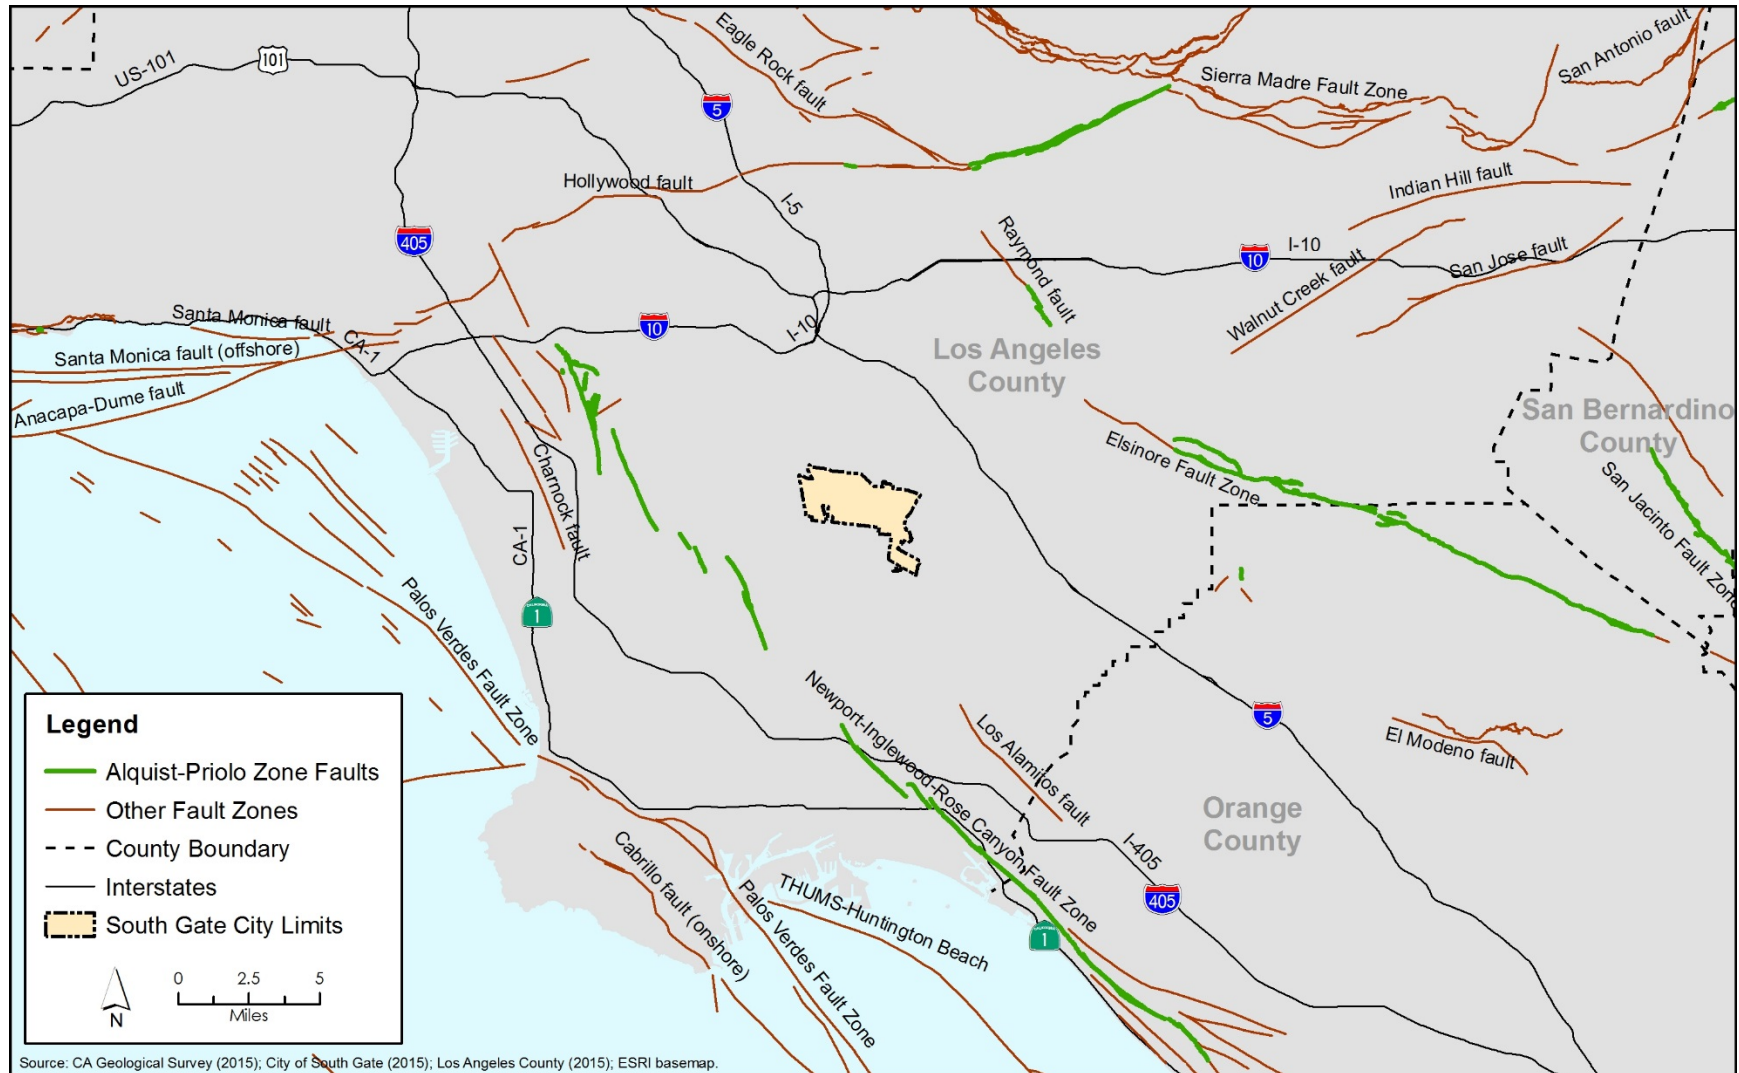 Eagle Rock fault
San Antonio fault
US-101
101
5
Sierra Madre Fault Zone
Hollywood fault
Indian Hill fault
I-5
405
Raymond fault
I-10
10
San Jose fault
Walnut Creek fault
Santa Monica fault
CA-1
10
I-10
Santa Monica fault (offshore)
Los Angeles
County
Anacapa-Dume fault
San Bernardino
County
Elsinore Fault Zone
Charnock fault
San Jacinto Fault Zone
CA-1
CALIFORNIA
1
Palos Verdes Fault Zone
Newport-Inglewood-Rose Canyon Fault Zone
Los Alamitos fault
5
El Modeno fault
Orange
County
I-405
405
Cabrillo fault (onshore)
Palos Verdes Fault Zone
THUMS-Huntington Beach
CALIFORNIA
1
Legend
Alquist-Priolo Zone Faults
Other Fault Zones
County Boundary
Interstates
South Gate City Limits
N
0 2.5 5
Miles
Source: CA Geological Survey (2015); City of South Gate (2015); Los Angeles County (2015); ESRI basemap.